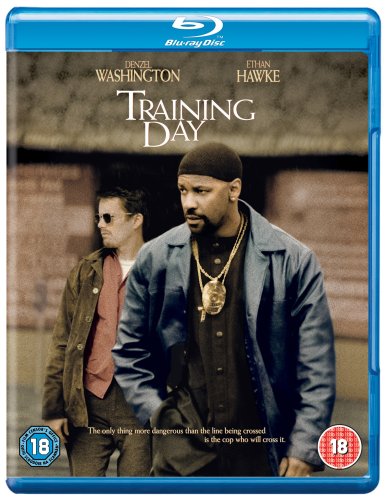 Blu-ray Disc
DENZEL
WASHINGTON
ETHAN
HAWKE
TRAINING
DAY
The only thing more dangerous than the line being crossed
is the cop who will cross it.
18
18